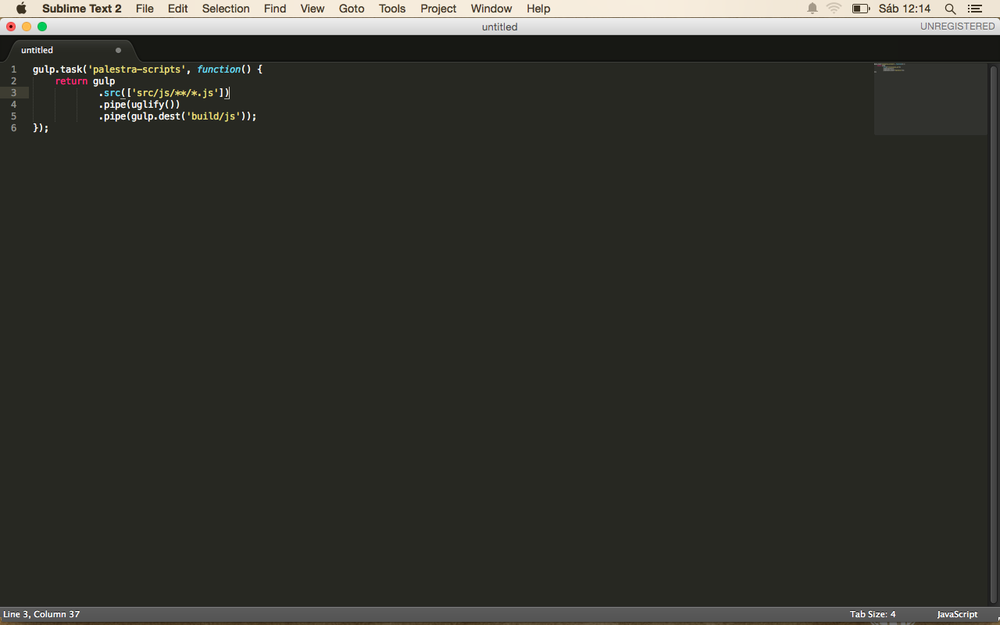 Sublime Text 2 File Edit Selection Find View Goto Tools Project Window Help Sáb 12:14
untitled UNREGISTERED
untitled
1 gulp.task('palestra-scripts', function() {
2     return gulp
3             .src(['src/js/**/*.js'])
4             .pipe(uglify())
5             .pipe(gulp.dest('build/js'));
6 });
Line 3, Column 37 Tab Size: 4 JavaScript